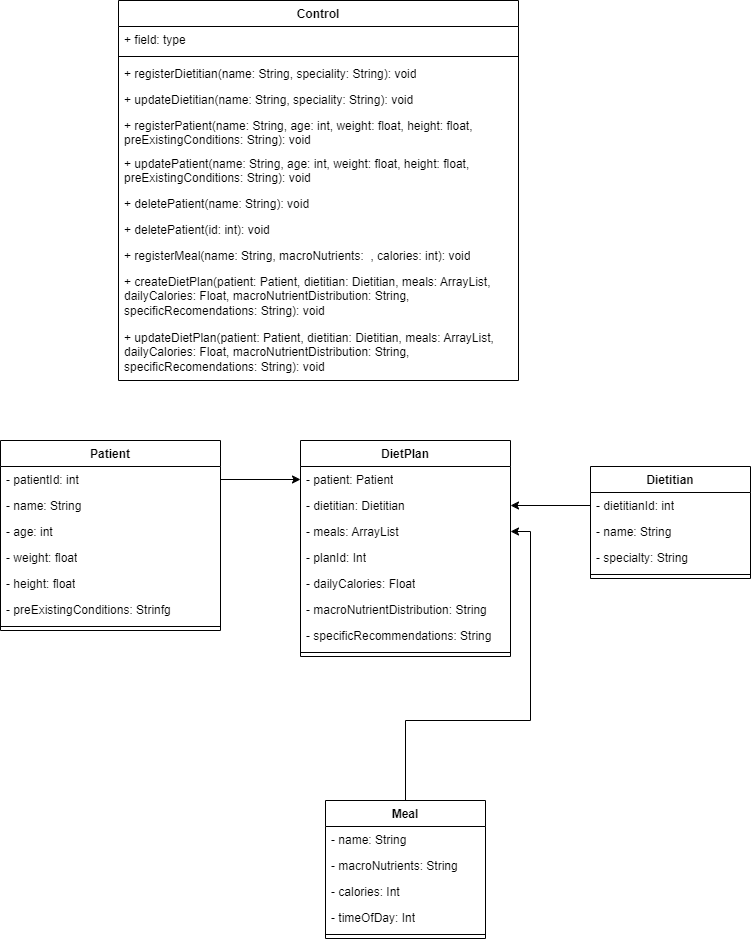 Control
+ field: type
+ registerDietitian(name: String, speciality: String): void
+ updateDietitian(name: String, speciality: String): void
+ registerPatient(name: String, age: int, weight: float, height: float,
preExistingConditions: String): void
+ updatePatient(name: String, age: int, weight: float, height: float,
preExistingConditions: String): void
+ deletePatient(name: String): void
+ deletePatient(id: int): void
+ registerMeal(name: String, macroNutrients:  , calories: int): void
+ createDietPlan(patient: Patient, dietitian: Dietitian, meals: ArrayList,
dailyCalories: Float, macroNutrientDistribution: String,
specificRecomendations: String): void
+ updateDietPlan(patient: Patient, dietitian: Dietitian, meals: ArrayList,
dailyCalories: Float, macroNutrientDistribution: String,
specificRecomendations: String): void
Patient
- patientId: int
- name: String
- age: int
- weight: float
- height: float
- preExistingConditions: Strinfg
DietPlan
- patient: Patient
- dietitian: Dietitian
- meals: ArrayList
- planId: Int
- dailyCalories: Float
- macroNutrientDistribution: String
- specificRecommendations: String
Dietitian
- dietitianId: int
- name: String
- specialty: String
Meal
- name: String
- macroNutrients: String
- calories: Int
- timeOfDay: Int